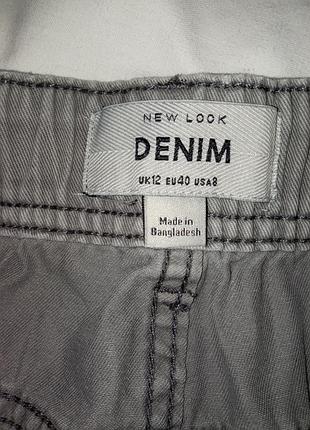 NEW LOOK
DENIM
UK12 EU40 USA8
Made in
Bangladesh